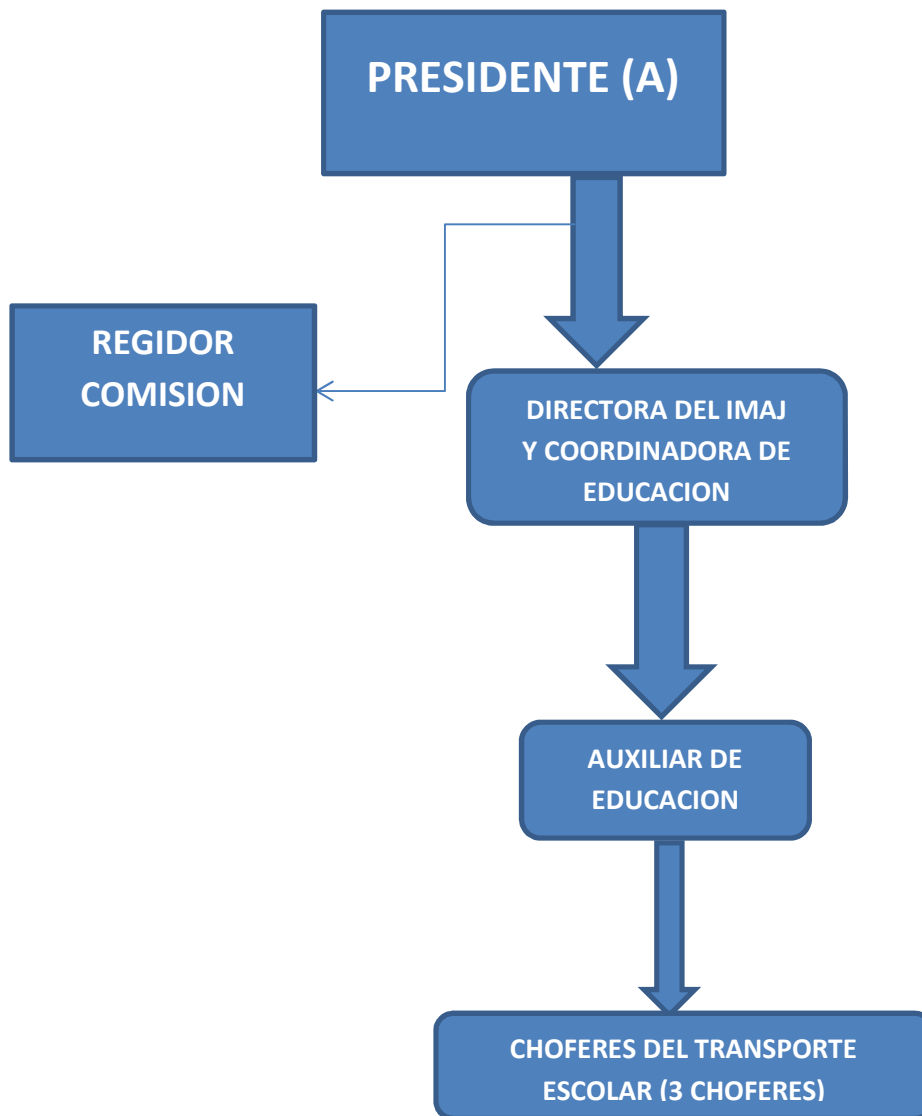 PRESIDENTE (A)
REGIDOR
COMISION
DIRECTORA DEL IMAJ
Y COORDINADORA DE
EDUCACION
AUXILIAR DE
EDUCACION
CHOFERES DEL TRANSPORTE
ESCOLAR (3 CHOFERES)